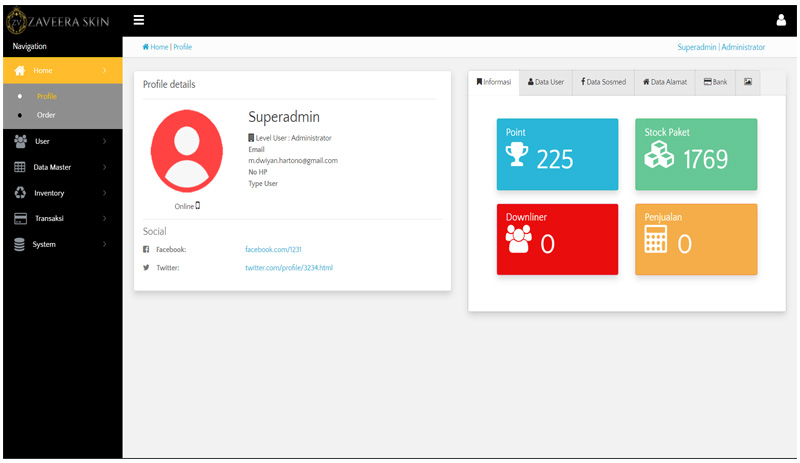 ZV ZAVEERA SKIN
Navigation
Home
Profile
Order
User
Data Master
Inventory
Transaksi
System
Home | Profile
Superadmin | Administrator
Profile details
Superadmin
Level User : Administrator
Email
m.dwiyan.hartono@gmail.com
No HP
Type User
Online
Social
Facebook:
facebook.com/1231
Twitter:
twitter.com/profile/3234.html
Informasi
Data User
Data Sosmed
Data Alamat
Bank
Point
225
Stock Paket
1769
Downliner
0
Penjualan
0